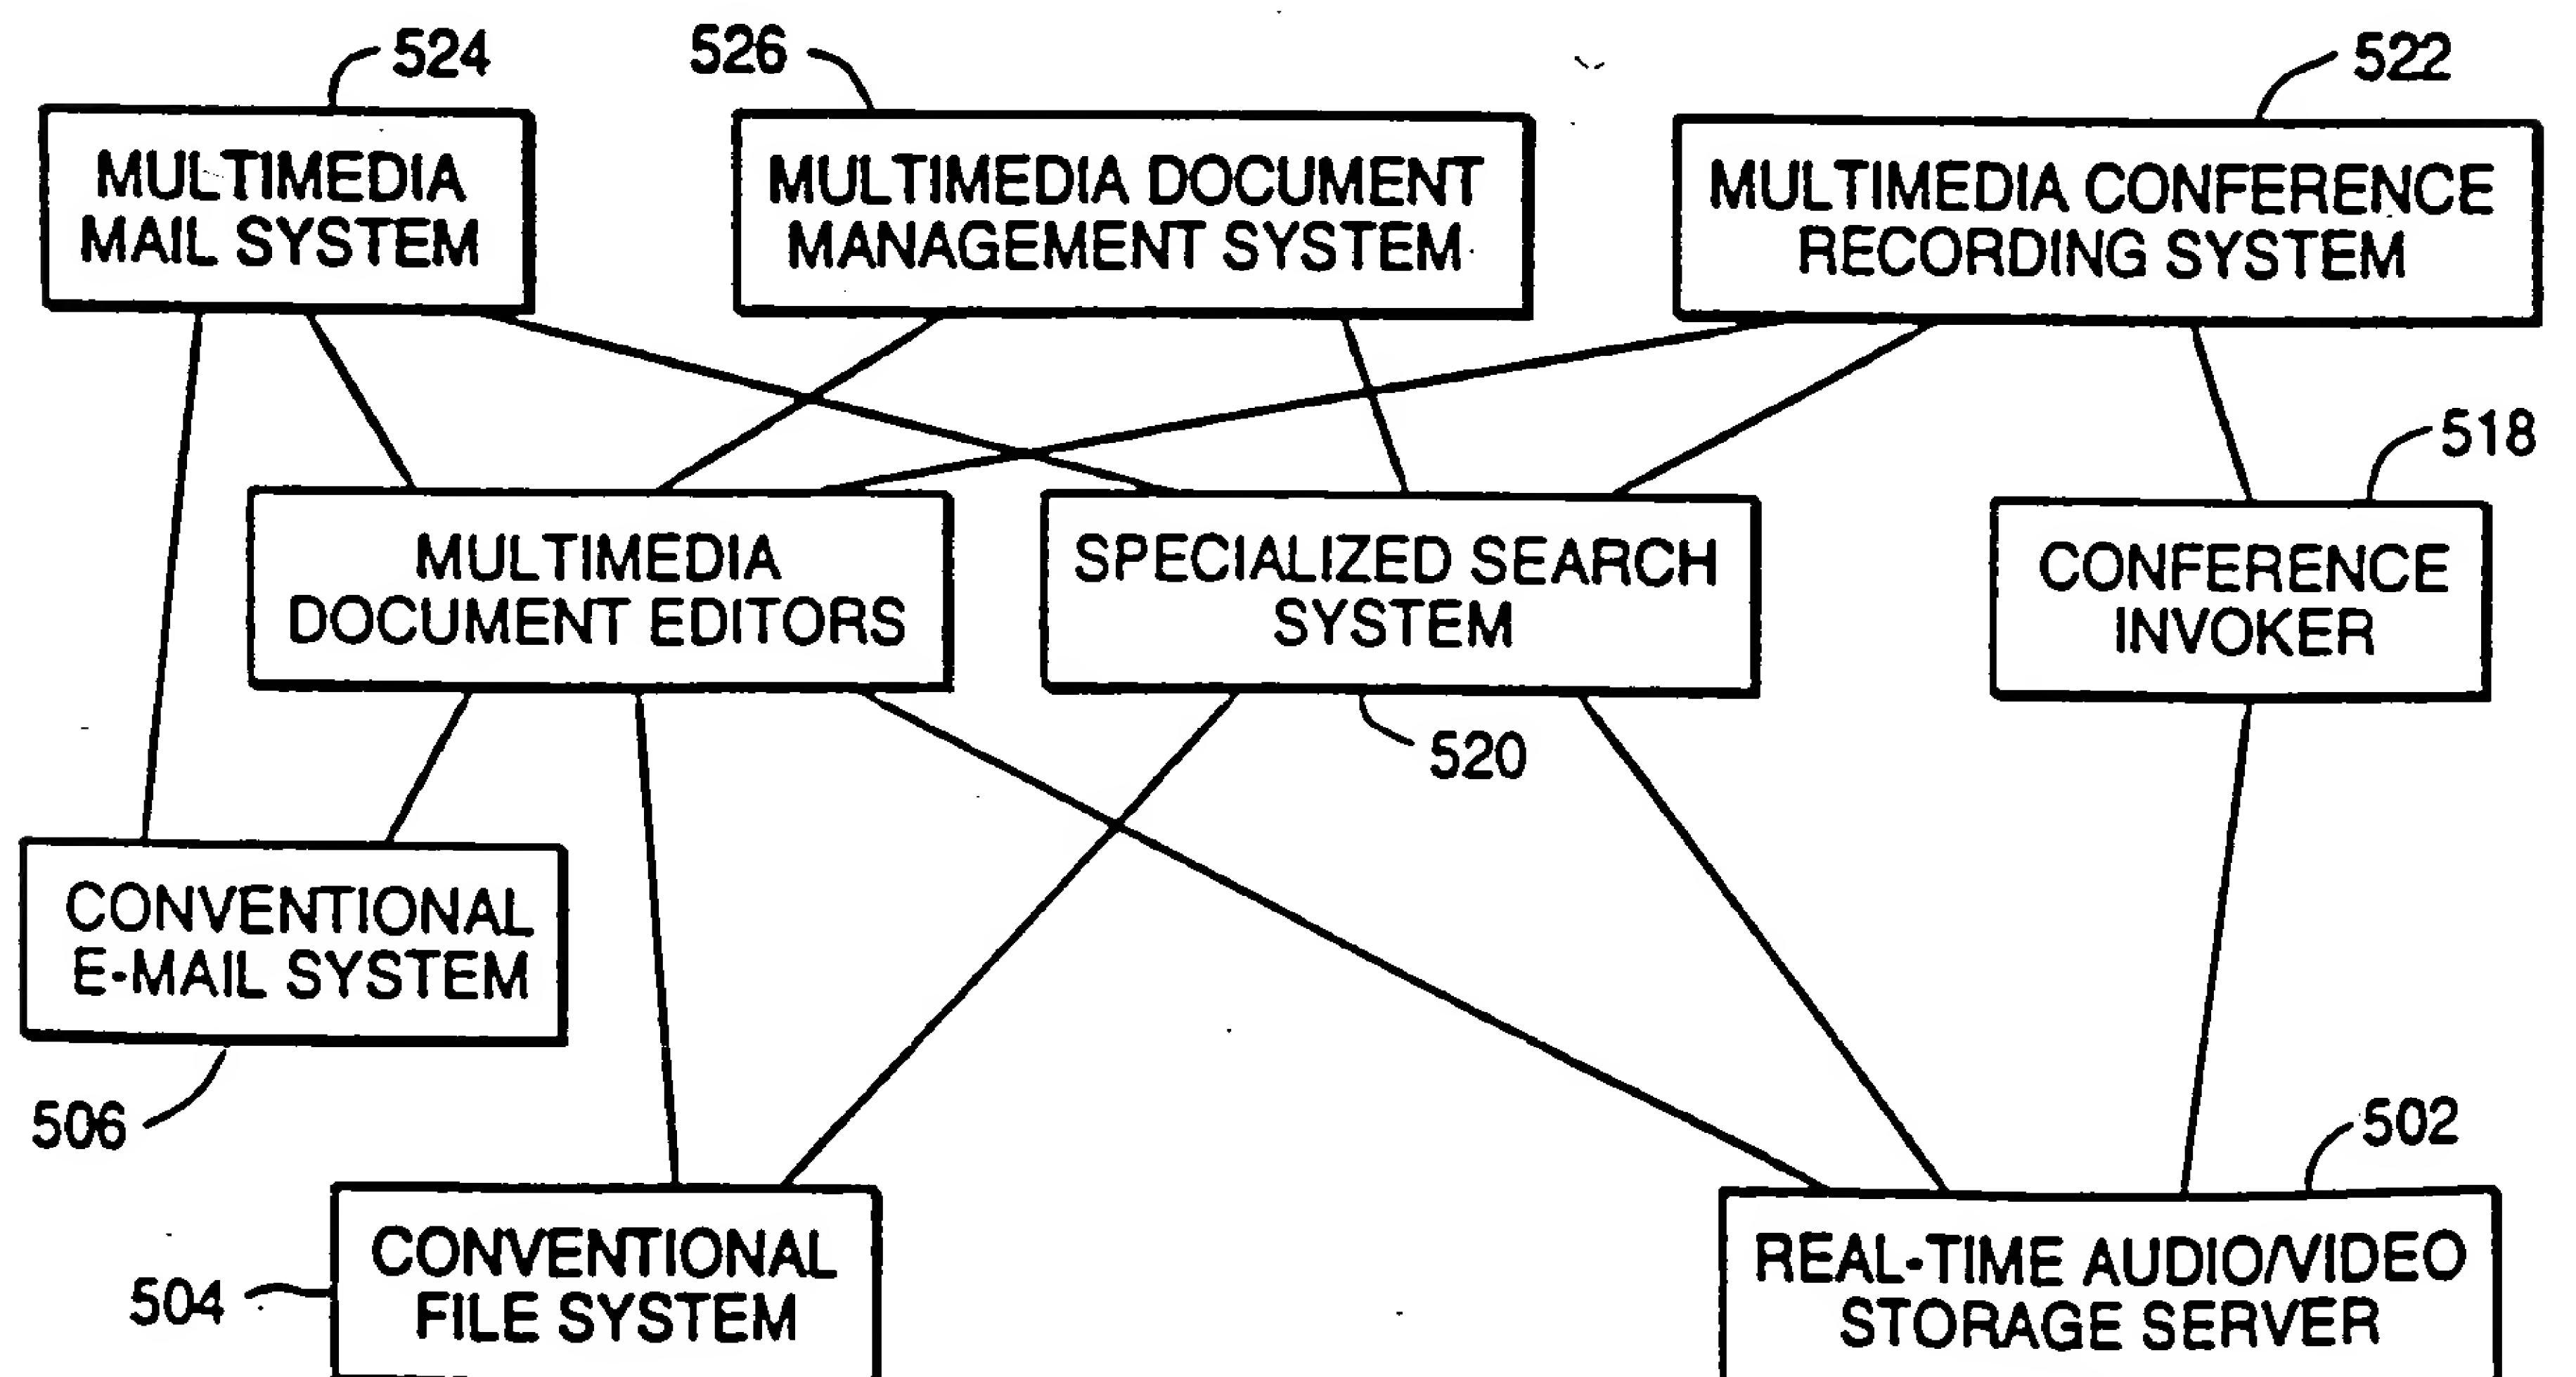 524
526
522
MULTIMEDIA
MAIL SYSTEM
MULTIMEDIA DOCUMENT
MANAGEMENT SYSTEM
MULTIMEDIA CONFERENCE
RECORDING SYSTEM
518
MULTIMEDIA
DOCUMENT EDITORS
SPECIALIZED SEARCH
SYSTEM
CONFERENCE
INVOKER
520
CONVENTIONAL
E-MAIL SYSTEM
506
502
504
CONVENTIONAL
FILE SYSTEM
REAL-TIME AUDIO/VIDEO
STORAGE SERVER